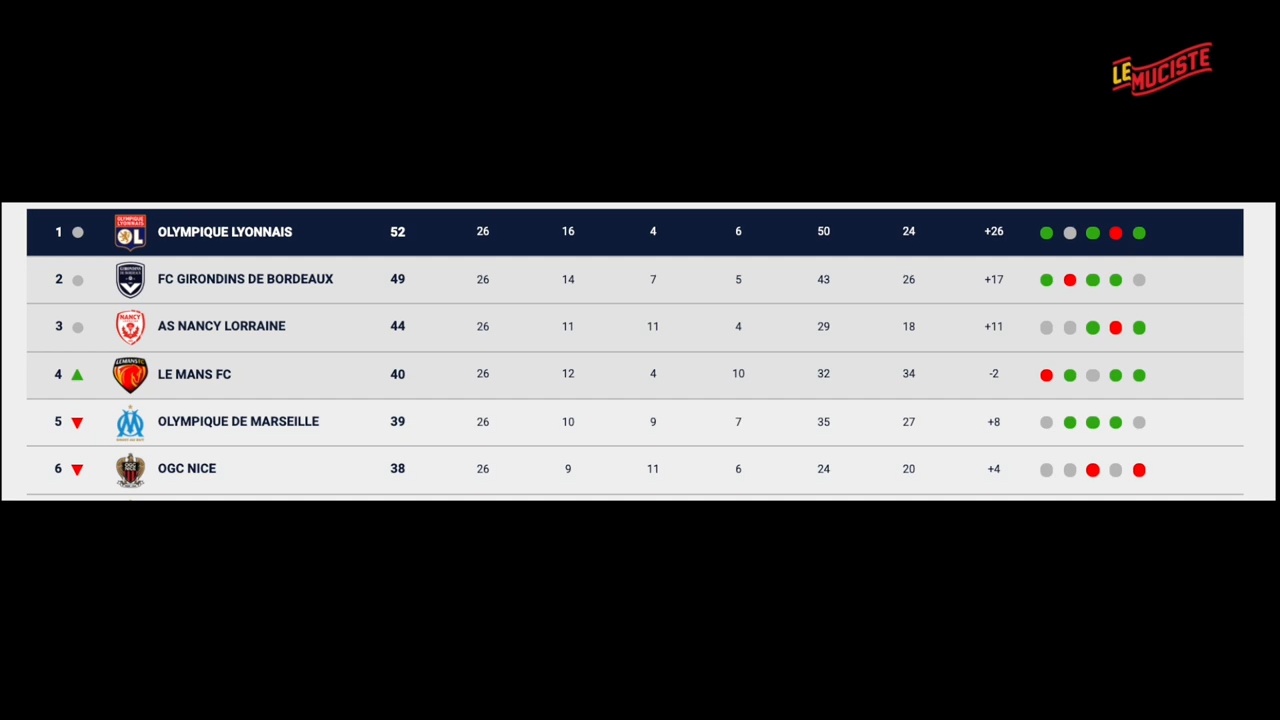 LE MUCISTE
1 OLYMPIQUE LYONNAIS 52 26 16 4 6 50 24 +26
2 FC GIRONDINS DE BORDEAUX 49 26 14 7 5 43 26 +17
3 AS NANCY LORRAINE 44 26 11 11 4 29 18 +11
4 LE MANS FC 40 26 12 4 10 32 34 -2
5 OLYMPIQUE DE MARSEILLE 39 26 10 9 7 35 27 +8
6 OGC NICE 38 26 9 11 6 24 20 +4